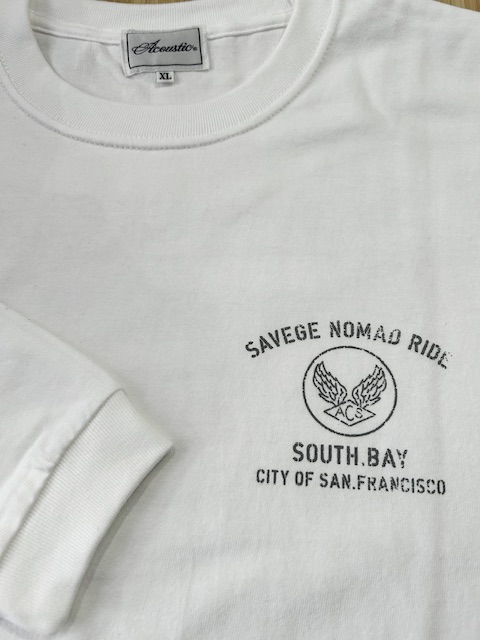 Acoustic®
XL
SAVEGE NOMAD RIDE
ACS
SOUTH.BAY
CITY OF SAN.FRANCISCO